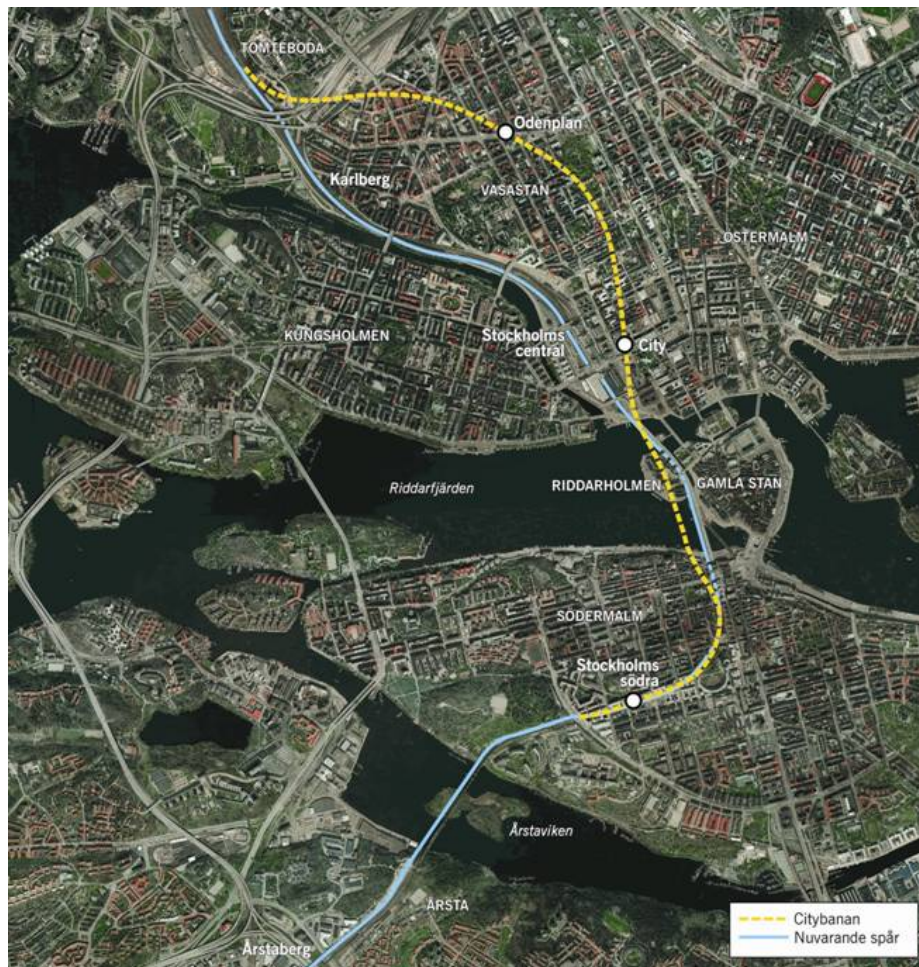 TOMTEBODA
Odenplan
Karlberg
VASASTAN
ÖSTERMALM
KUNGSHOLMEN
Stockholms
central
City
Riddarfjärden
RIDDARHOLMEN
GAMLA STAN
SÖDERMALM
Stockholms
södra
Årstaviken
ÅRSTA
Årstaberg
Citybanan
Nuvarande spår